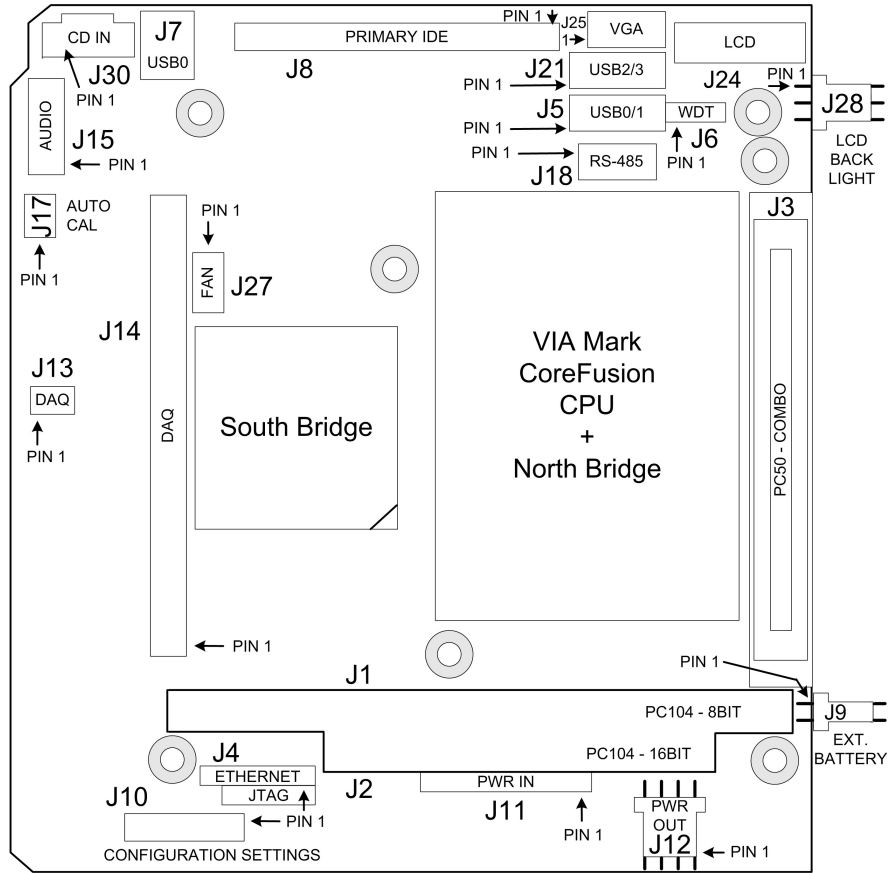 CD IN
J30
PIN 1
J7
USB0
PRIMARY IDE
J8
PIN 1
J25
1
VGA
LCD
J24
PIN 1
J28
LCD
BACK
LIGHT
J21
USB2/3
PIN 1
J5
USB0/1
PIN 1
WDT
J6
PIN 1
J18
RS-485
PIN 1
AUDIO
J15
PIN 1
J17
AUTO
CAL
PIN 1
PIN 1
FAN
J27
J3
PC50 - COMBO
J14
DAQ
PIN 1
J13
DAQ
PIN 1
South Bridge
VIA Mark
CoreFusion
CPU
+
North Bridge
PIN 1
J9
EXT.
BATTERY
J1
PC104 - 8BIT
PC104 - 16BIT
J2
J4
ETHERNET
JTAG
PIN 1
J10
CONFIGURATION SETTINGS
PWR IN
J11
PIN 1
PWR
OUT
J12
PIN 1